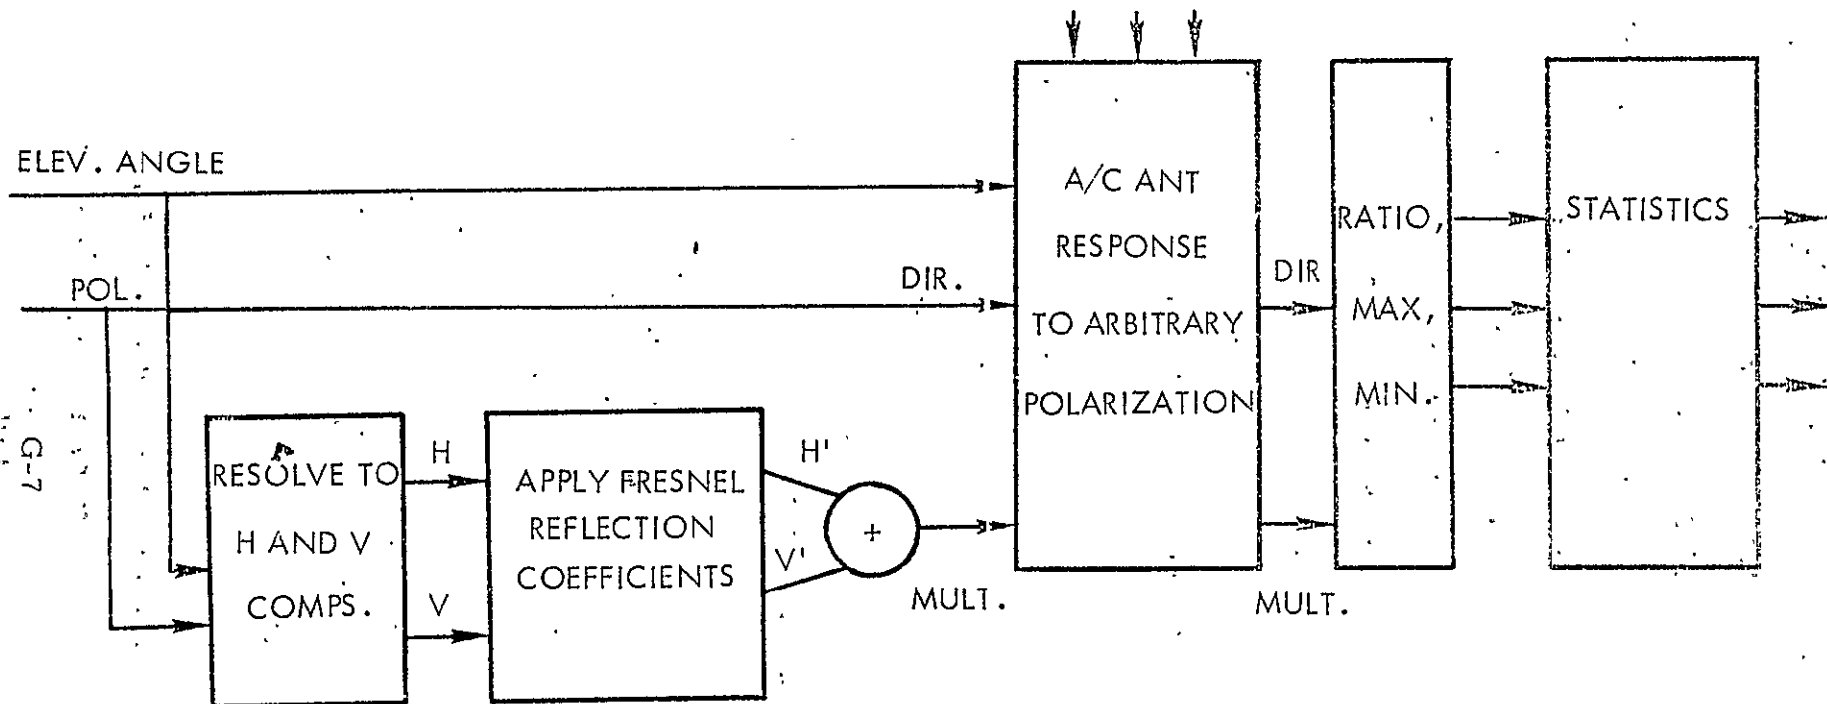 ELEV. ANGLE
POL.
DIR.
A/C ANT
RESPONSE
TO ARBITRARY
POLARIZATION
DIR
RATIO,
MAX,
MIN.
STATISTICS
RESOLVE TO
H AND V
COMPS.
H
V
APPLY FRESNEL
REFLECTION
COEFFICIENTS
H'
V'
+
MULT.
MULT.
G-7